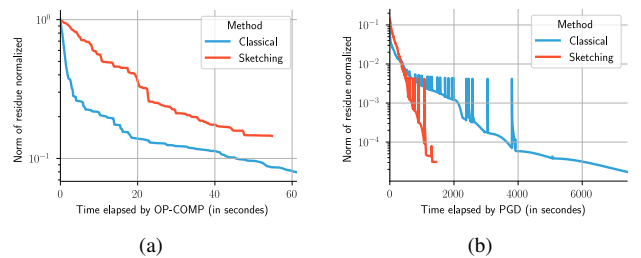 Method
Classical
Sketching
Norm of residue normalized
10⁰
10⁻¹
0
20
40
60
Time elapsed by OP-COMP (in secondes)
(a)
Method
Classical
Sketching
Norm of residue normalized
10⁻¹
10⁻²
10⁻³
10⁻⁴
0
2000
4000
6000
Time elapsed by PGD (in secondes)
(b)